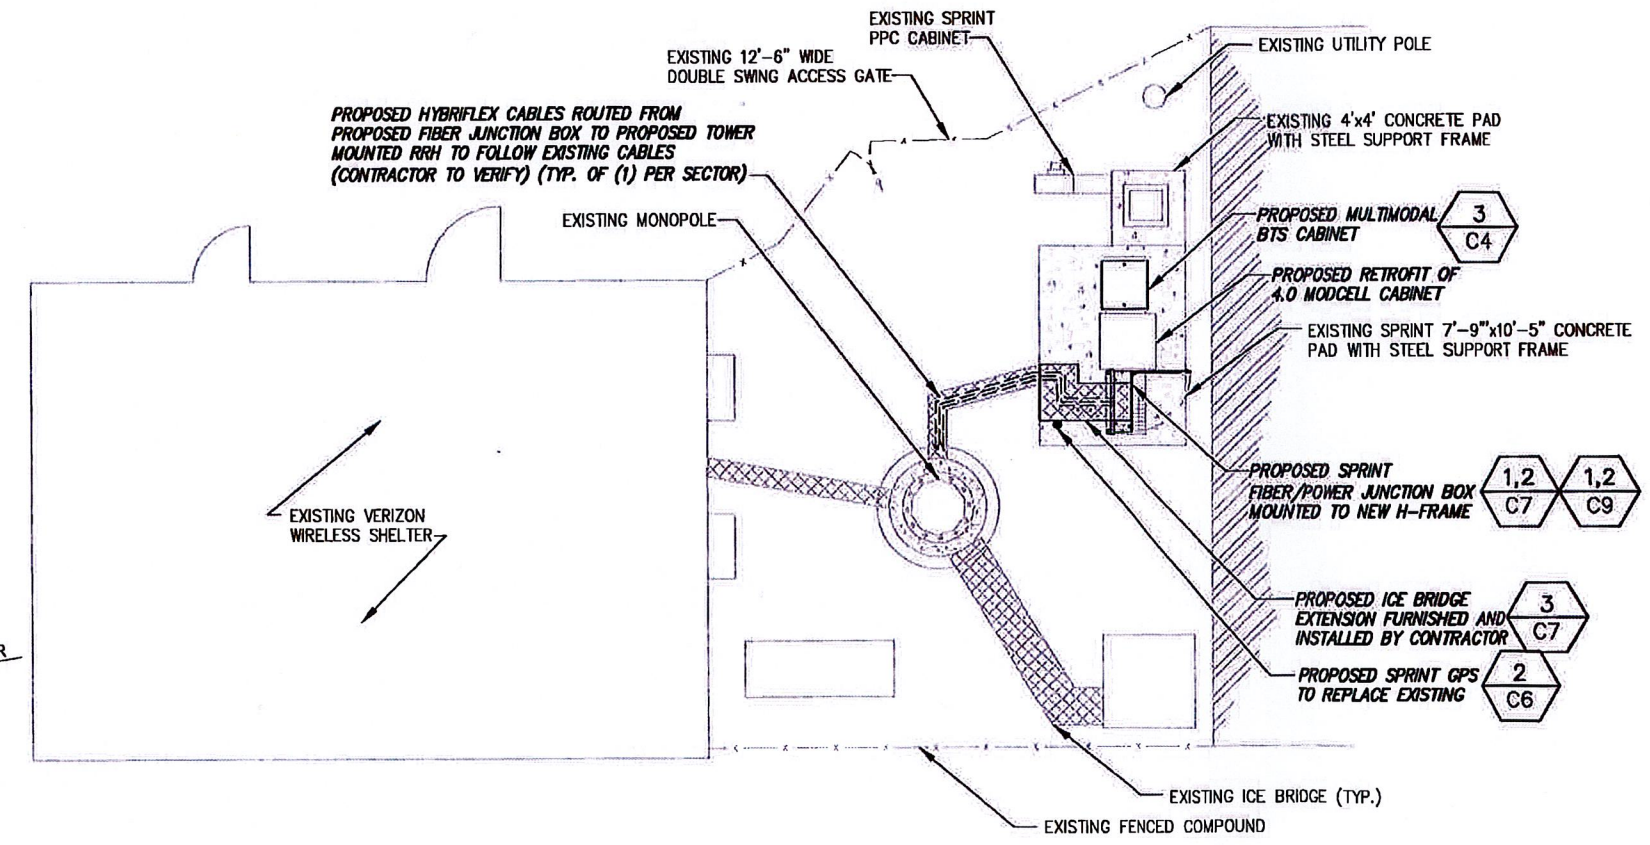 EXISTING SPRINT
PPC CABINET
EXISTING UTILITY POLE
EXISTING 12'-6" WIDE
DOUBLE SWING ACCESS GATE
PROPOSED HYBRIFLEX CABLES ROUTED FROM
PROPOSED FIBER JUNCTION BOX TO PROPOSED TOWER
MOUNTED RRH TO FOLLOW EXISTING CABLES
(CONTRACTOR TO VERIFY) (TYP. OF (1) PER SECTOR)
EXISTING 4'x4' CONCRETE PAD
WITH STEEL SUPPORT FRAME
EXISTING MONOPOLE
PROPOSED MULTIMODAL
BTS CABINET
3
C4
PROPOSED RETROFIT OF
4.0 MODCELL CABINET
EXISTING SPRINT 7'-9"'x10'-5" CONCRETE
PAD WITH STEEL SUPPORT FRAME
PROPOSED SPRINT
FIBER/POWER JUNCTION BOX
MOUNTED TO NEW H-FRAME
1,2
C7
1,2
C9
EXISTING VERIZON
WIRELESS SHELTER
PROPOSED ICE BRIDGE
EXTENSION FURNISHED AND
INSTALLED BY CONTRACTOR
3
C7
R
PROPOSED SPRINT GPS
TO REPLACE EXISTING
2
C6
EXISTING ICE BRIDGE (TYP.)
EXISTING FENCED COMPOUND